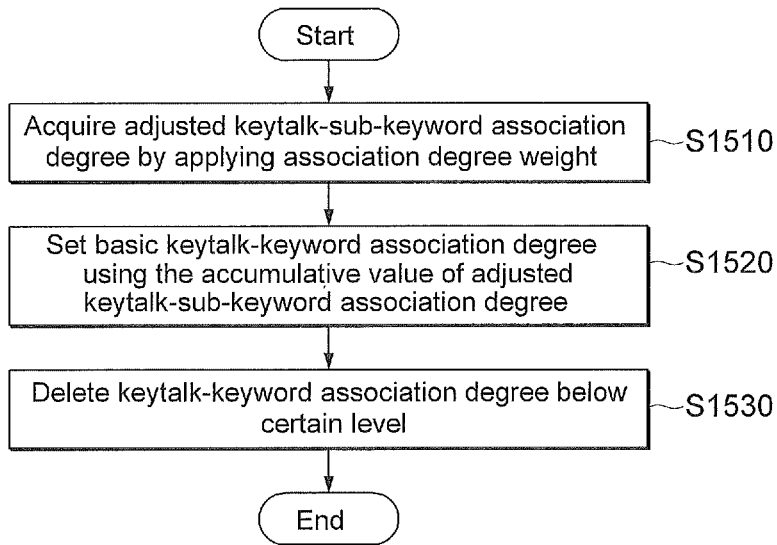 Start
Acquire adjusted keytalk-sub-keyword association
degree by applying association degree weight
S1510
Set basic keytalk-keyword association degree
using the accumulative value of adjusted
keytalk-sub-keyword association degree
S1520
Delete keytalk-keyword association degree below
certain level
S1530
End